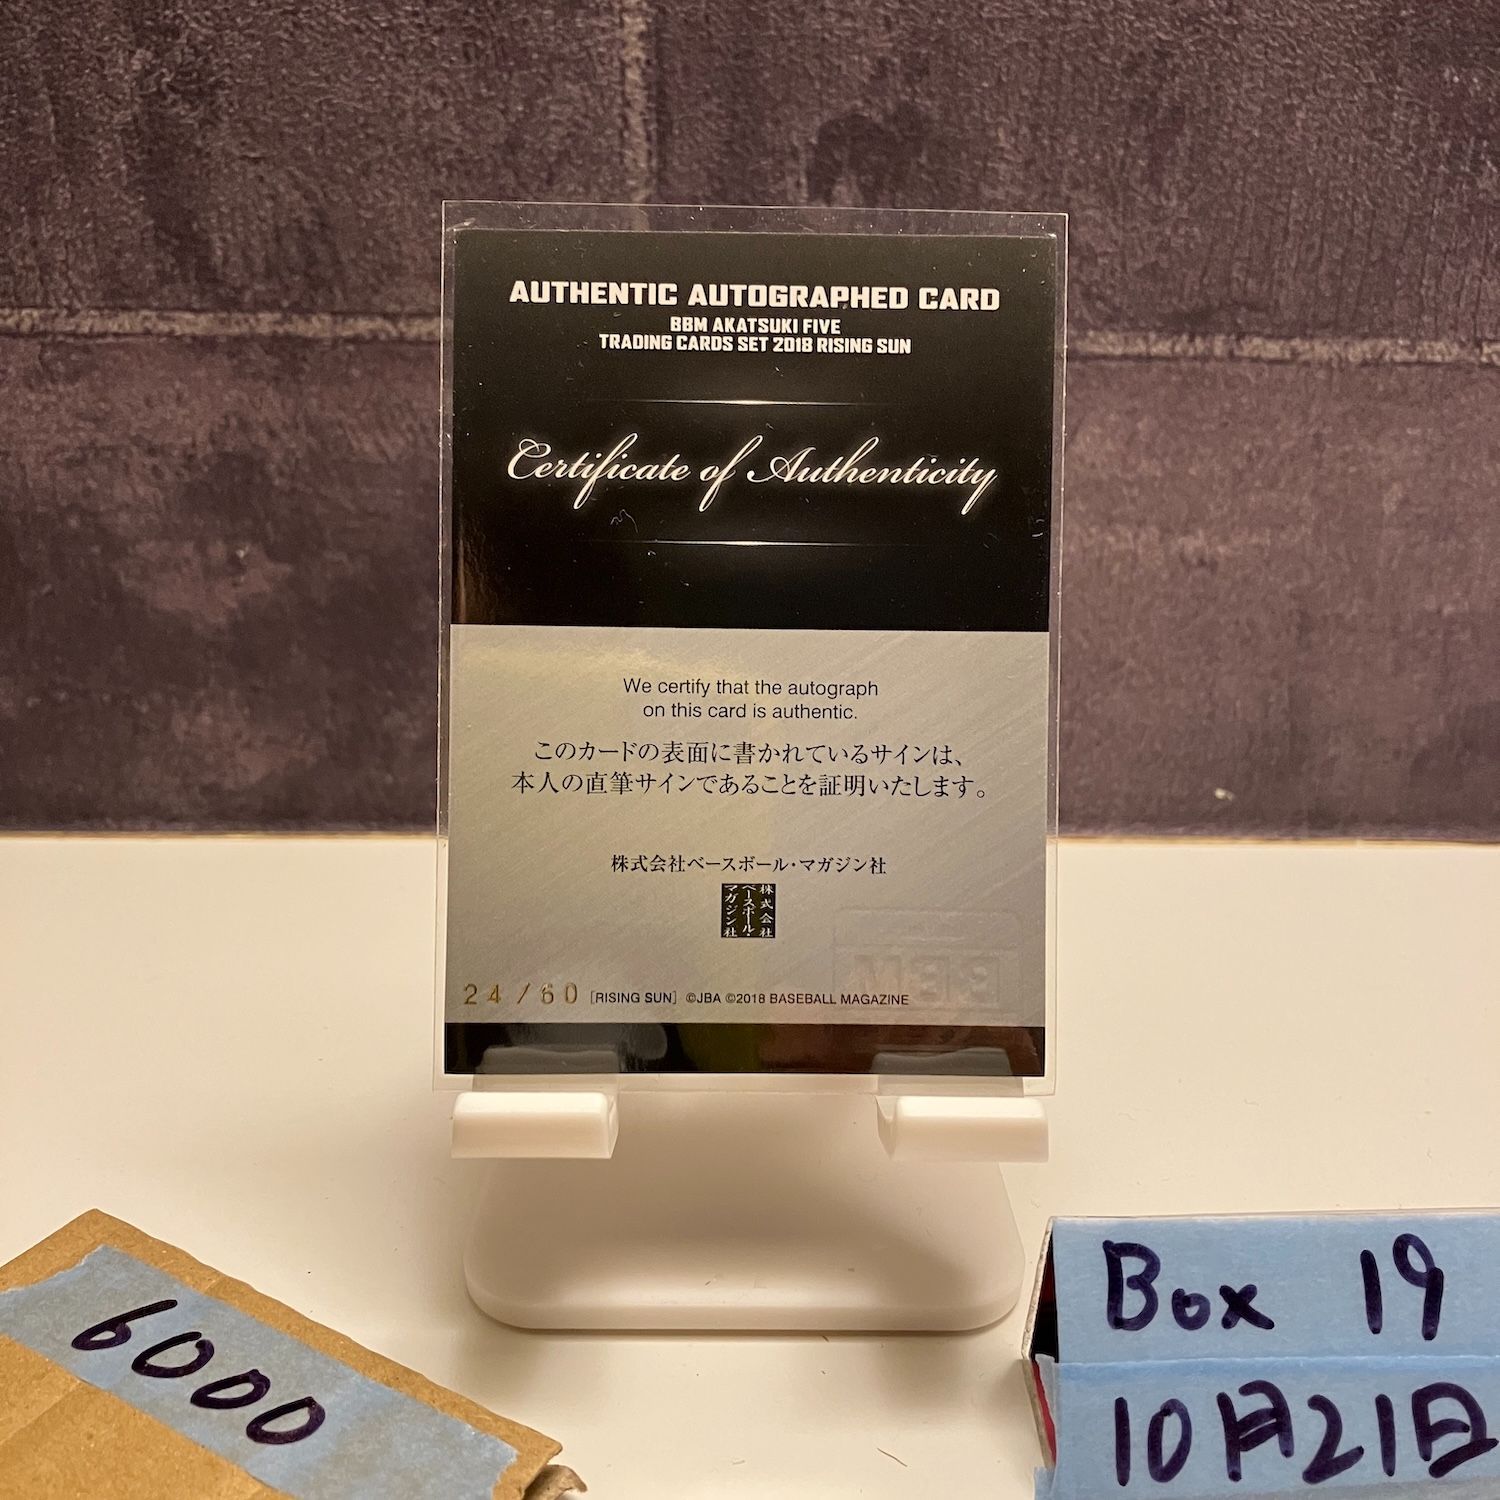 AUTHENTIC AUTOGRAPHED CARD
BBM AKATSUKI FIVE
TRADING CARDS SET 2018 RISING SUN
Certificate of Authenticity
We certify that the autograph
on this card is authentic.
このカードの表面に書かれているサインは、
本人の直筆サインであることを証明いたします。
株式会社ベースボール・マガジン社
株式会社
ベースボール・
マガジン社
BBM
24/60 [RISING SUN] ©JBA ©2018 BASEBALL MAGAZINE
6000
Box 19
10月21日